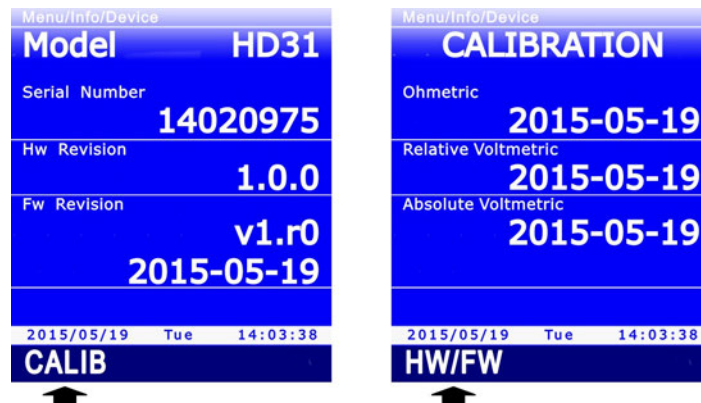 Menu/Info/Device
Model HD31
Serial Number
14020975
Hw Revision
1.0.0
Fw Revision
v1.r0
2015-05-19
2015/05/19 Tue 14:03:38
CALIB
Menu/Info/Device
CALIBRATION
Ohmetric
2015-05-19
Relative Voltmetric
2015-05-19
Absolute Voltmetric
2015-05-19
2015/05/19 Tue 14:03:38
HW/FW